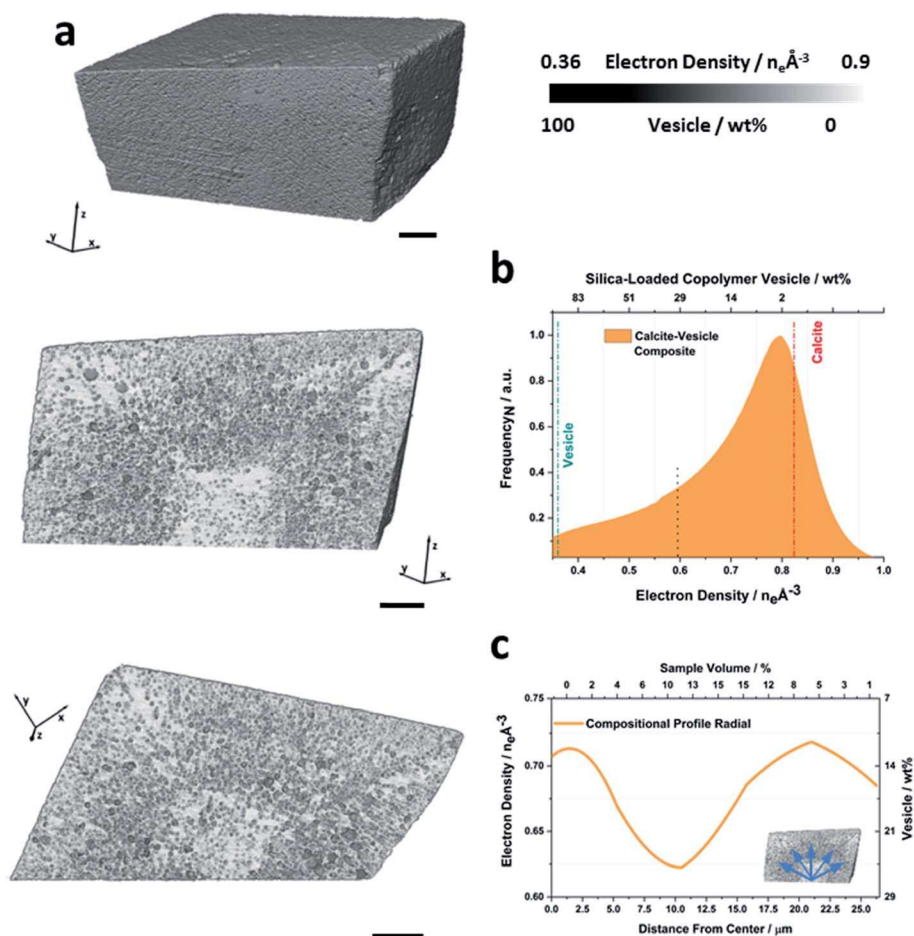 a
0.36 Electron Density / nₑÅ⁻³ 0.9
100 Vesicle / wt% 0
z
y
x
b
Silica-Loaded Copolymer Vesicle / wt%
83 51 29 14 2
Calcite-Vesicle
Composite
Vesicle
Calcite
Frequency_N / a.u.
1.0
0.8
0.6
0.4
0.2
0.4 0.5 0.6 0.7 0.8 0.9 1.0
Electron Density / nₑÅ⁻³
z
y
x
c
Sample Volume / %
0 2 4 6 10 11 13 15 15 12 8 5 3 1
Compositional Profile Radial
Electron Density / nₑÅ⁻³
0.75
0.70
0.65
0.60
7
14
21
29
Vesicle / wt%
0.0 2.5 5.0 7.5 10.0 12.5 15.0 17.5 20.0 22.5 25.0
Distance From Center / μm
y
x
z